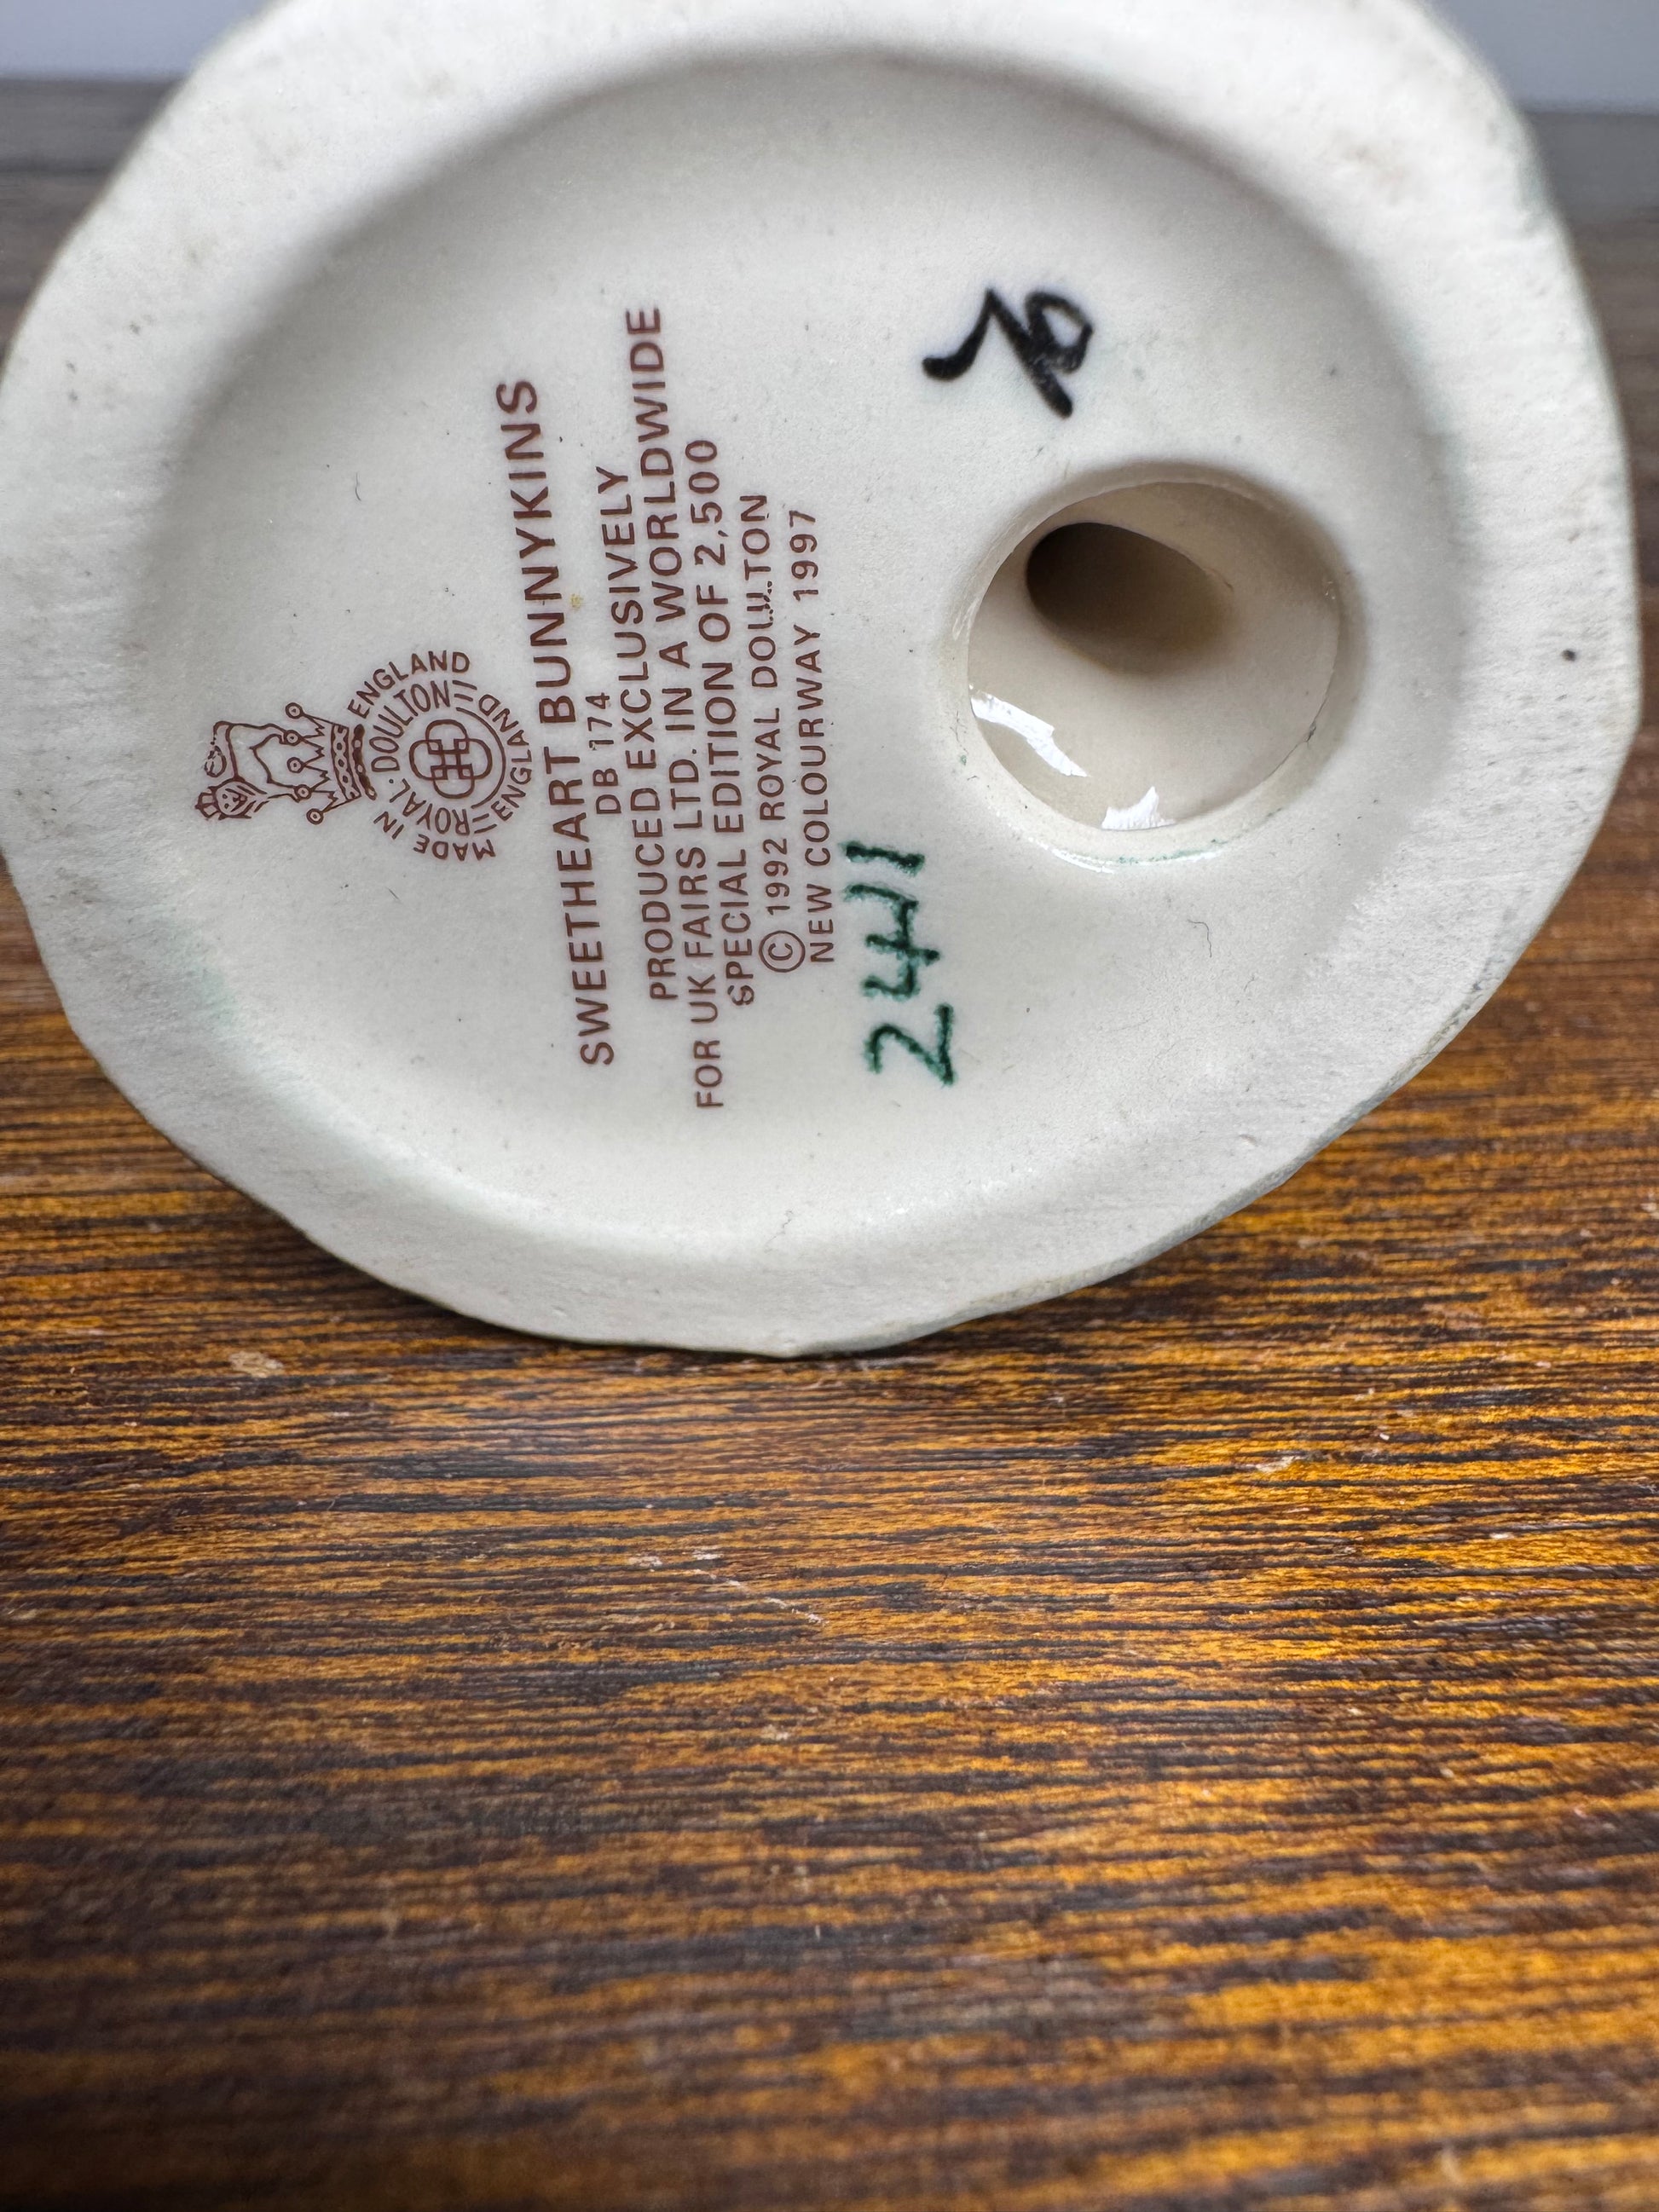 ENGLAND
ROYAL DOULTON
MADE IN ENGLAND
SWEETHEART BUNNYKINS
DB 174
PRODUCED EXCLUSIVELY
FOR UK FAIRS LTD. IN A WORLDWIDE
SPECIAL EDITION OF 2,500
© 1992 ROYAL DOULTON
NEW COLOURWAY 1997
2411